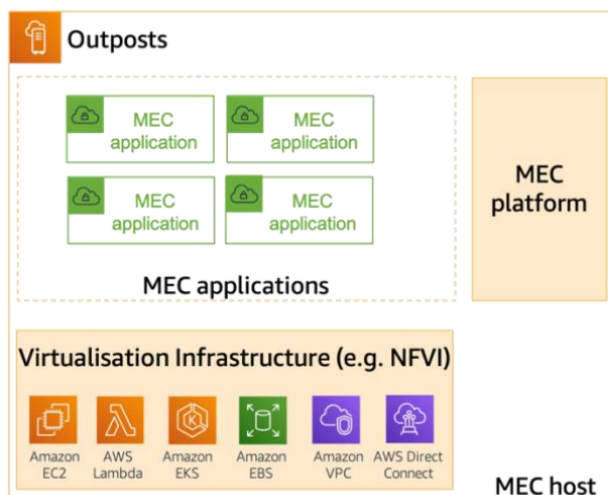 Outposts
MEC
application
MEC
application
MEC
application
MEC
application
MEC applications
MEC
platform
Virtualisation Infrastructure (e.g. NFVI)
Amazon
EC2
AWS
Lambda
Amazon
EKS
Amazon
EBS
Amazon
VPC
AWS Direct
Connect
MEC host